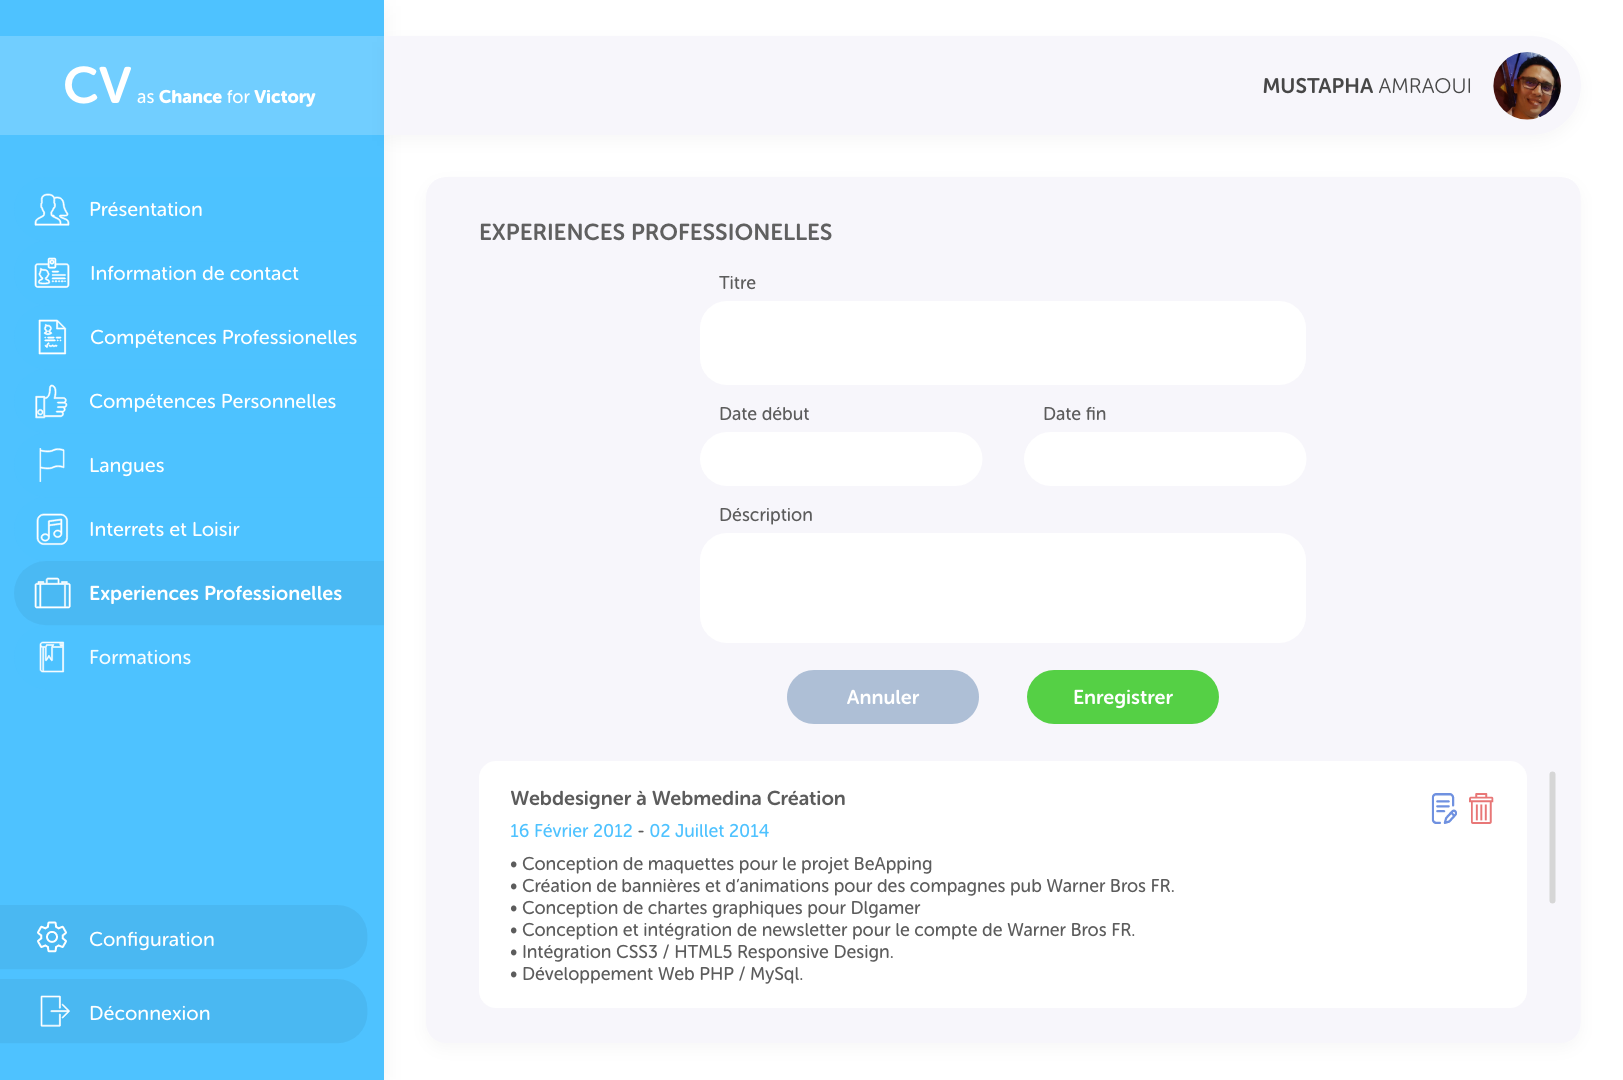 CV as Chance for Victory
MUSTAPHA AMRAOUI
Présentation
Information de contact
Compétences Professionelles
Compétences Personnelles
Langues
Interrets et Loisir
Experiences Professionelles
Formations
Configuration
Déconnexion
EXPERIENCES PROFESSIONELLES
Titre
Date début
Date fin
Déscription
Annuler
Enregistrer
Webdesigner à Webmedina Création
16 Février 2012 - 02 Juillet 2014
• Conception de maquettes pour le projet BeApping
• Création de bannières et d’animations pour des compagnes pub Warner Bros FR.
• Conception de chartes graphiques pour Dlgamer
• Conception et intégration de newsletter pour le compte de Warner Bros FR.
• Intégration CSS3 / HTML5 Responsive Design.
• Développement Web PHP / MySql.